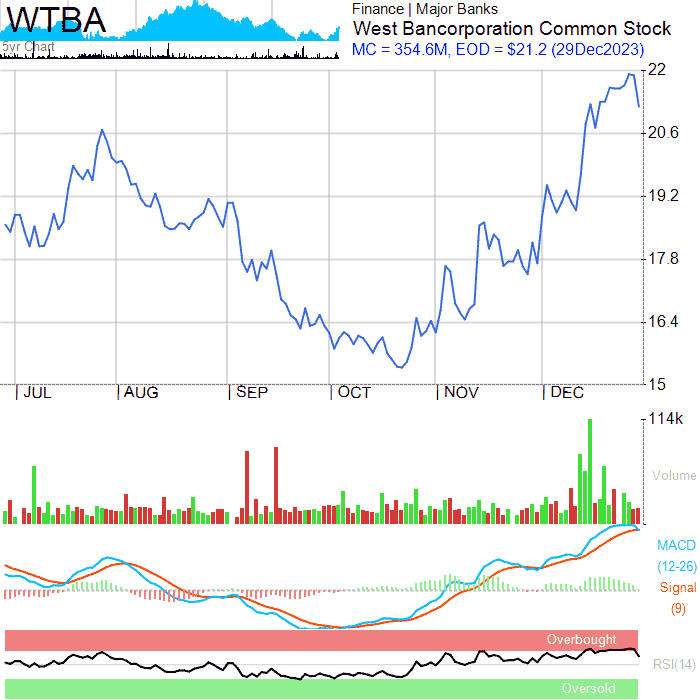 WTBA
5yr Chart
Finance | Major Banks
West Bancorporation Common Stock
MC = 354.6M, EOD = $21.2 (29Dec2023)
22
20.6
19.2
17.8
16.4
15
JUL AUG SEP OCT NOV DEC
114k
Volume
MACD
(12-26)
Signal
(9)
Overbought
RSI(14)
Oversold